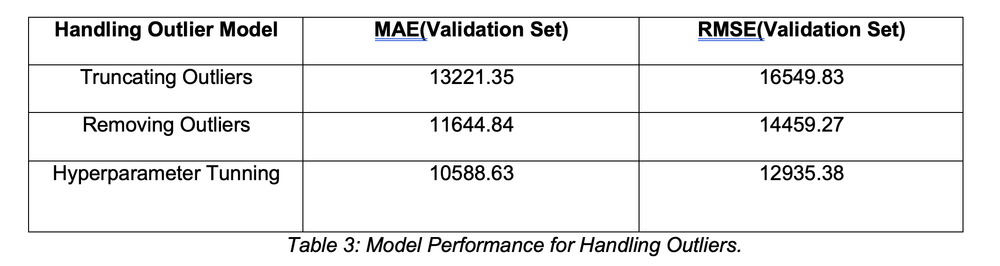 Handling Outlier Model MAE(Validation Set) RMSE(Validation Set)
Truncating Outliers 13221.35 16549.83
Removing Outliers 11644.84 14459.27
Hyperparameter Tunning 10588.63 12935.38
Table 3: Model Performance for Handling Outliers.